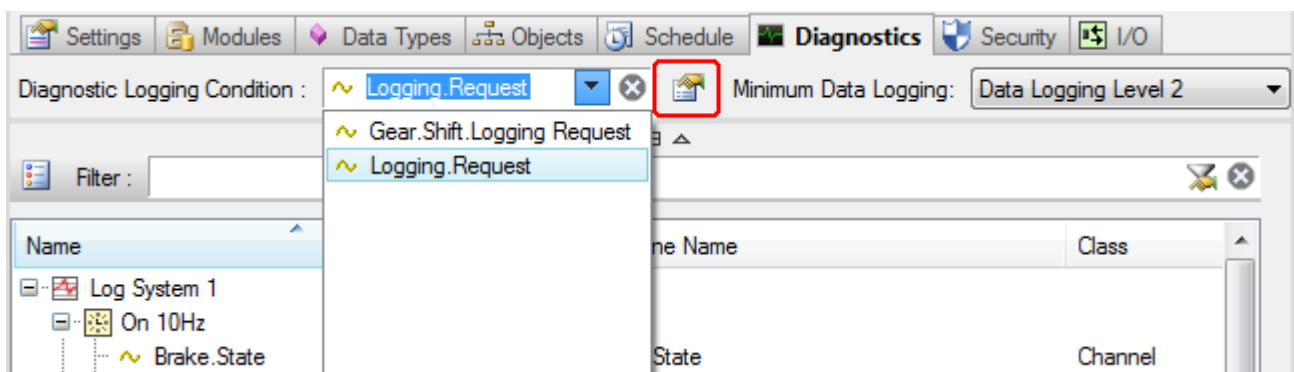 Settings Modules Data Types Objects Schedule Diagnostics Security I/O
Diagnostic Logging Condition : Logging.Request Minimum Data Logging: Data Logging Level 2
Gear.Shift.Logging Request
Logging.Request
Filter :
Name ne Name Class
Log System 1
On 10Hz
Brake.State State Channel